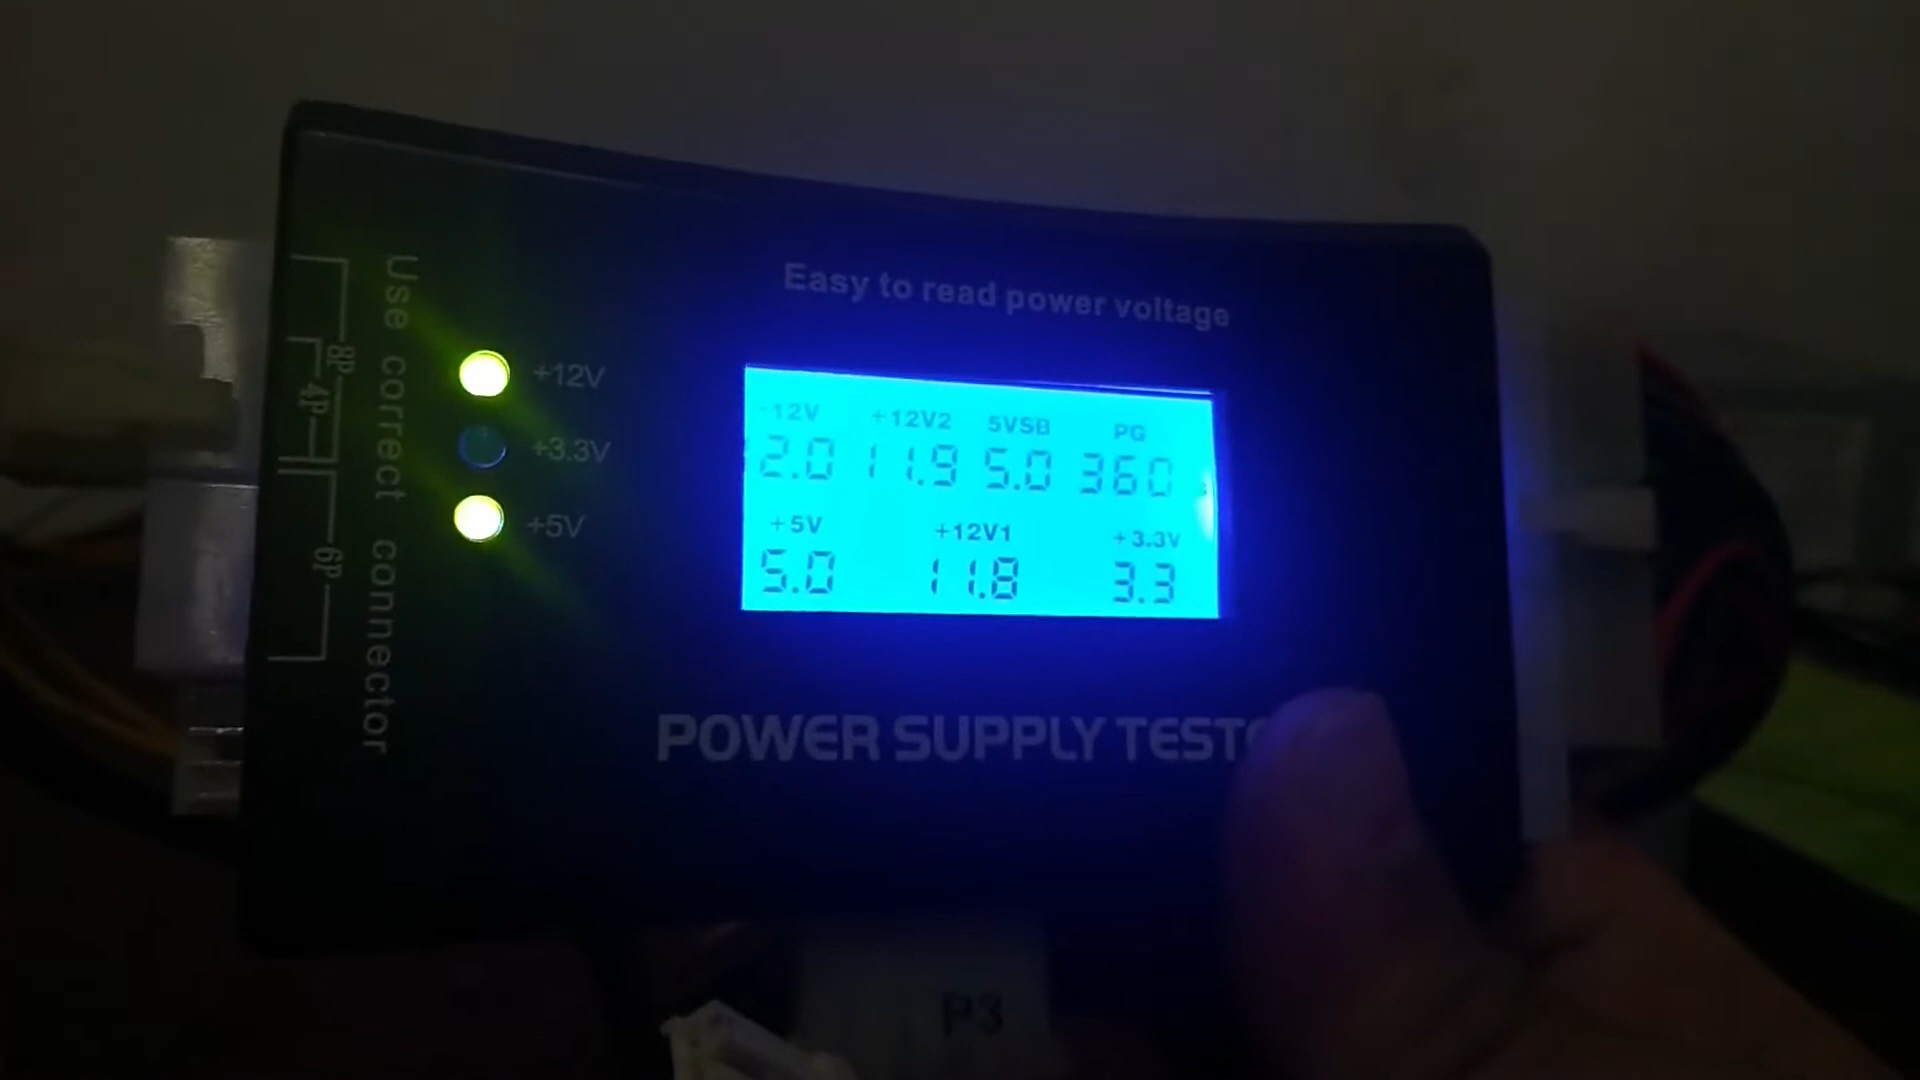 Easy to read power voltage
Use correct connector
8P
4P
6P
+12V
+3.3V
+5V
-12V +12V2 5VSB PG
2.0 11.9 5.0 360
+5V +12V1 +3.3V
5.0 11.8 3.3
POWER SUPPLY TESTE
P3